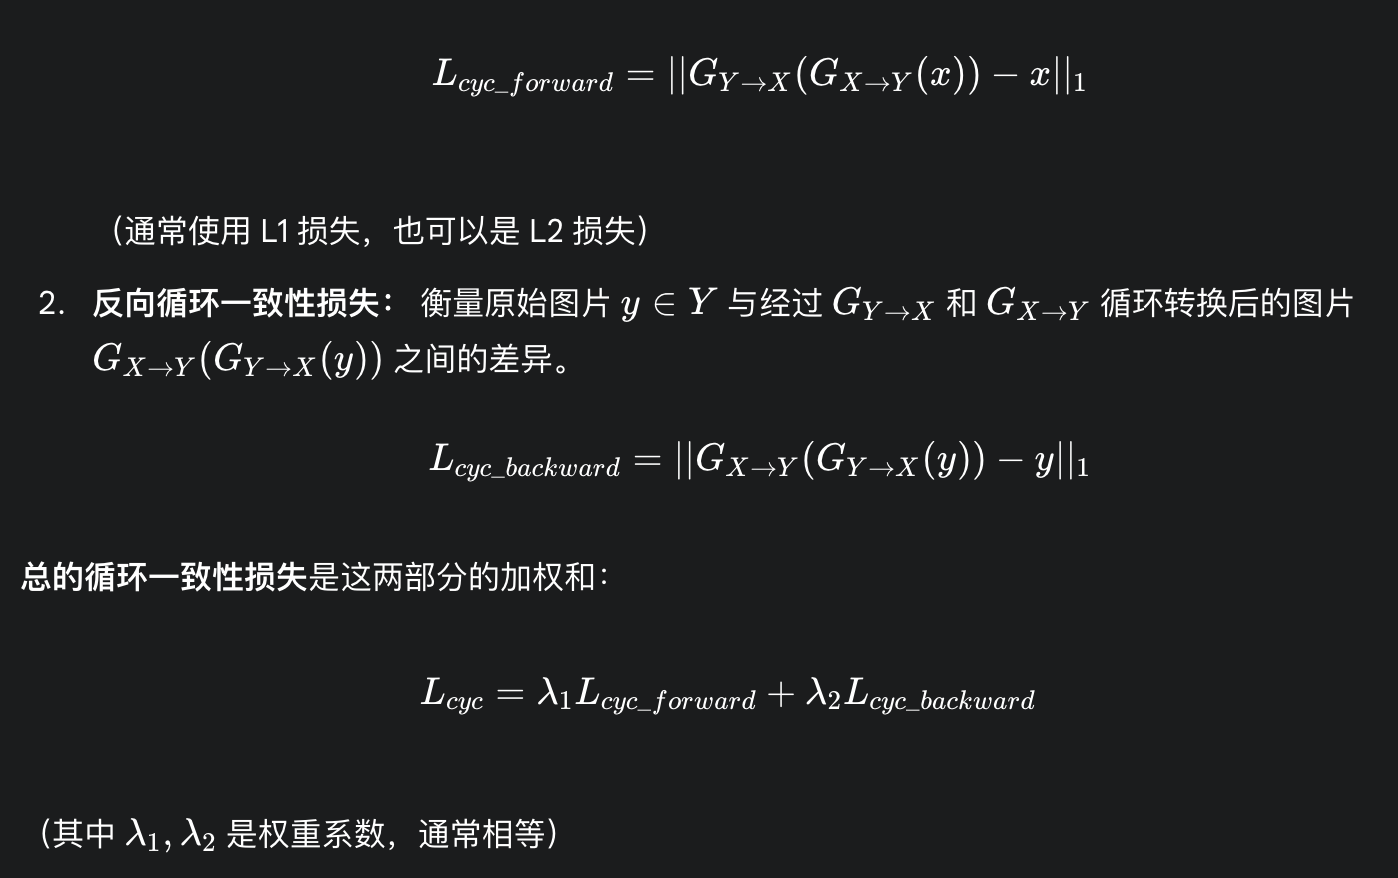 $L_{cyc\_forward} = ||G_{Y \to X}(G_{X \to Y}(x)) - x||_1$
（通常使用 L1 损失，也可以是 L2 损失）
2. 反向循环一致性损失： 衡量原始图片 $y \in Y$ 与经过 $G_{Y \to X}$ 和 $G_{X \to Y}$ 循环转换后的图片
$G_{X \to Y}(G_{Y \to X}(y))$ 之间的差异。
$L_{cyc\_backward} = ||G_{X \to Y}(G_{Y \to X}(y)) - y||_1$
总的循环一致性损失是这两部分的加权和：
$L_{cyc} = \lambda_1 L_{cyc\_forward} + \lambda_2 L_{cyc\_backward}$
（其中 $\lambda_1, \lambda_2$ 是权重系数，通常相等）